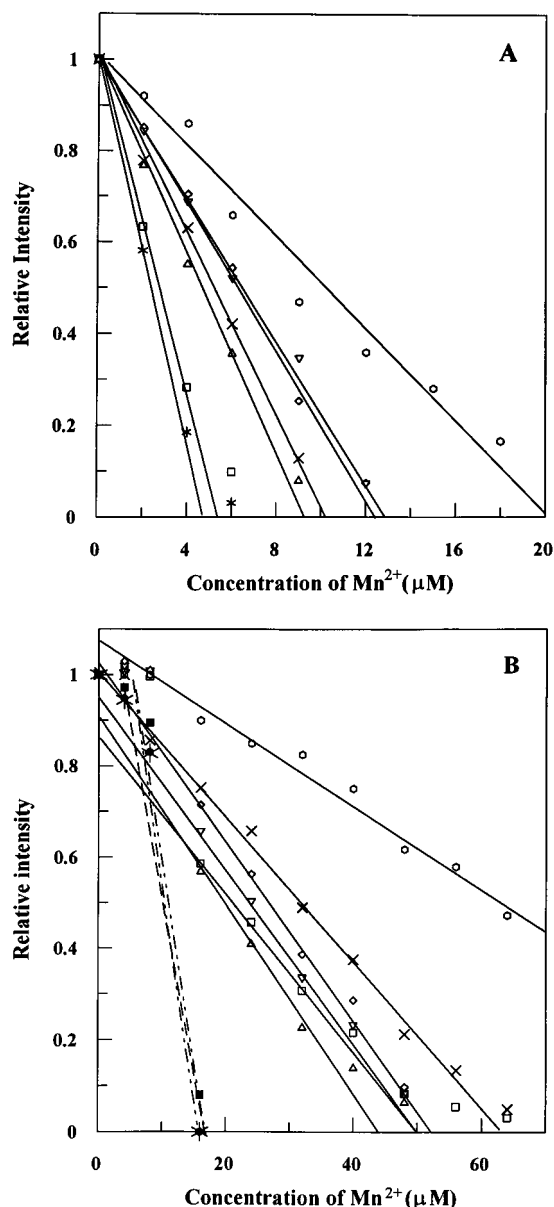 A
1
0.8
0.6
0.4
0.2
0
Relative Intensity
0 4 8 12 16 20
Concentration of Mn²⁺(μM)
B
1
0.8
0.6
0.4
0.2
0
Relative intensity
0 20 40 60
Concentration of Mn²⁺(μM)